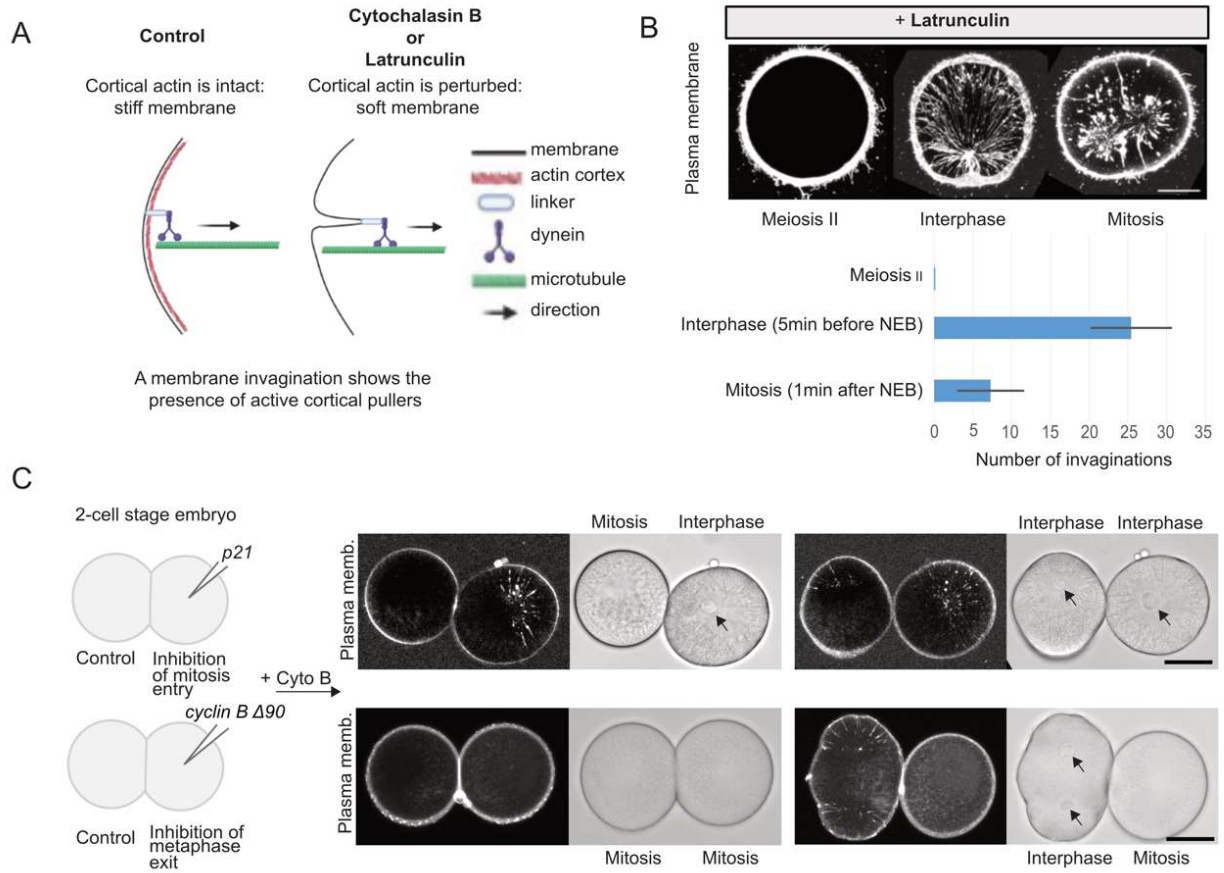 A
Control
Cortical actin is intact:
stiff membrane
Cytochalasin B
or
Latrunculin
Cortical actin is perturbed:
soft membrane
membrane
actin cortex
linker
dynein
microtubule
direction
A membrane invagination shows the
presence of active cortical pullers
B
+ Latrunculin
Plasma membrane
Meiosis II
Interphase
Mitosis
Meiosis II
Interphase (5min before NEB)
Mitosis (1min after NEB)
0 5 10 15 20 25 30 35
Number of invaginations
C
2-cell stage embryo
p21
Control
Inhibition
of mitosis
entry
+ Cyto B
cyclin B Δ90
Control
Inhibition of
metaphase
exit
Plasma memb.
Mitosis
Interphase
Interphase
Interphase
Plasma memb.
Mitosis
Mitosis
Interphase
Mitosis